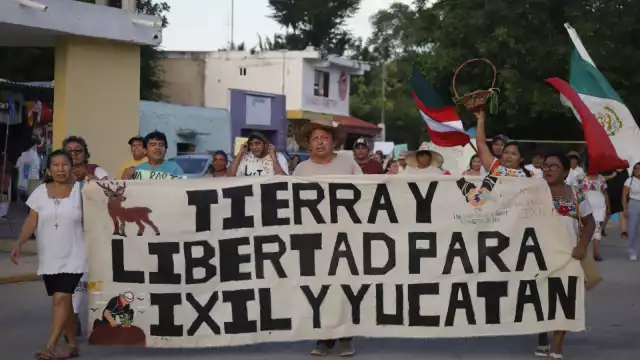 TIERRA Y
LIBERTAD PARA
IXIL Y YUCATÁN